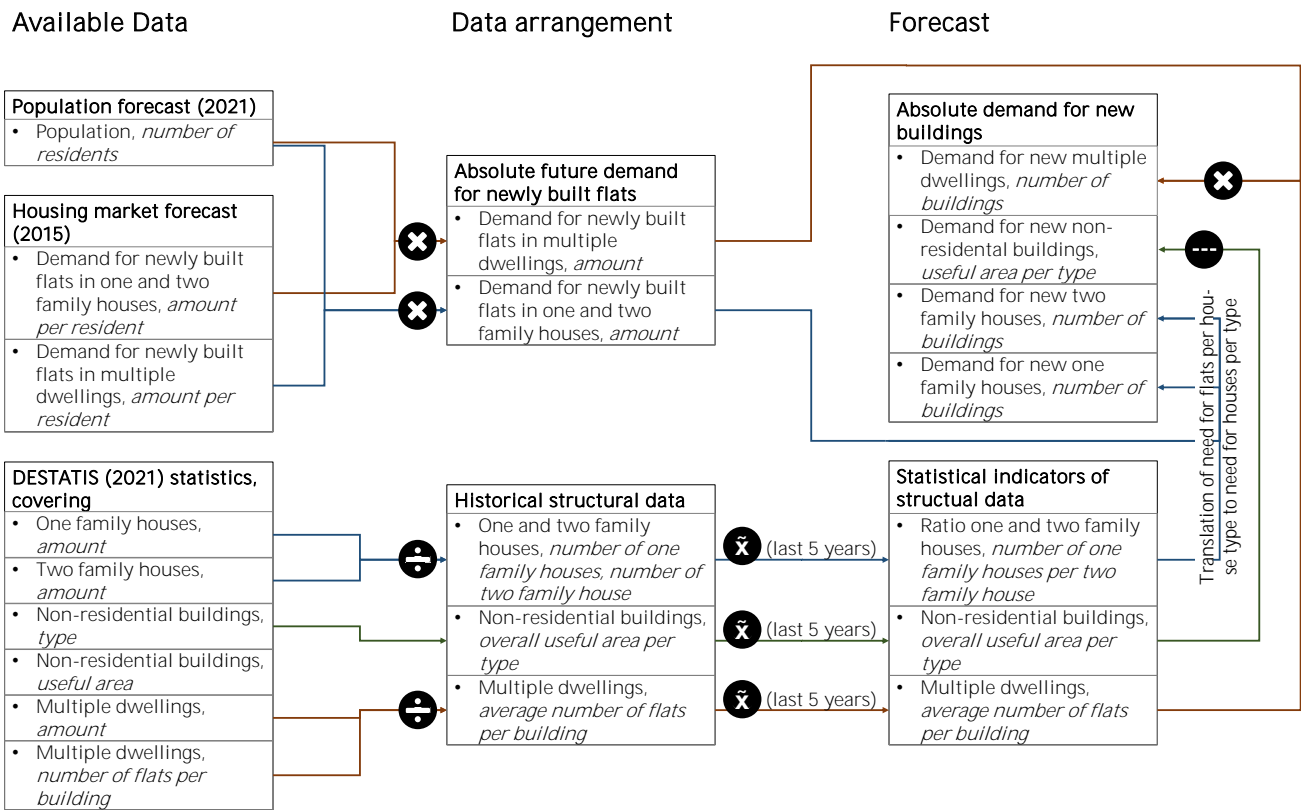 Available Data
Data arrangement
Forecast
Population forecast (2021)
• Population, number of
residents
Housing market forecast
(2015)
• Demand for newly built
flats in one and two
family houses, amount
per resident
• Demand for newly built
flats in multiple
dwellings, amount per
resident
DESTATIS (2021) statistics,
covering
• One family houses,
amount
• Two family houses,
amount
• Non-residential buildings,
type
• Non-residential buildings,
useful area
• Multiple dwellings,
amount
• Multiple dwellings,
number of flats per
building
Absolute future demand
for newly built flats
• Demand for newly built
flats in multiple
dwellings, amount
• Demand for newly built
flats in one and two
family houses, amount
Historical structural data
• One and two family
houses, number of one
family houses, number of
two family house
• Non-residential buildings,
overall useful area per
type
• Multiple dwellings,
average number of flats
per building
x̃ (last 5 years)
x̃ (last 5 years)
x̃ (last 5 years)
Absolute demand for new
buildings
• Demand for new multiple
dwellings, number of
buildings
• Demand for new non-
residental buildings,
useful area per type
• Demand for new two
family houses, number of
buildings
• Demand for new one
family houses, number of
buildings
Statistical indicators of
structual data
• Ratio one and two family
houses, number of one
family houses per two
family house
• Non-residential buildings,
overall useful area per
type
• Multiple dwellings,
average number of flats
per building
Translation of need for flats per hou-
se type to need for houses per type